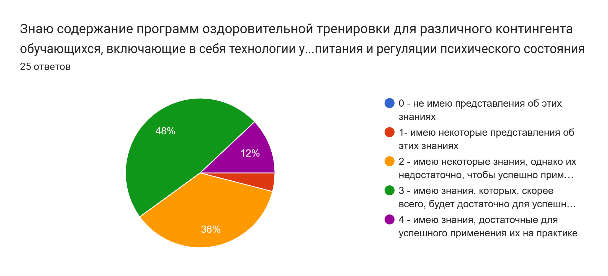 Знаю содержание программ оздоровительной тренировки для различного контингента
обучающихся, включающие в себя технологии у...питания и регуляции психического состояния
25 ответов
48%
12%
36%
0 - не имею представления об этих
знаниях
1- имею некоторые представления об
этих знаниях
2 - имею некоторые знания, однако их
недостаточно, чтобы успешно прим...
3 - имею знания, которых, скорее
всего, будет достаточно для успешн...
4 - имею знания, достаточные для
успешного применения их на практике